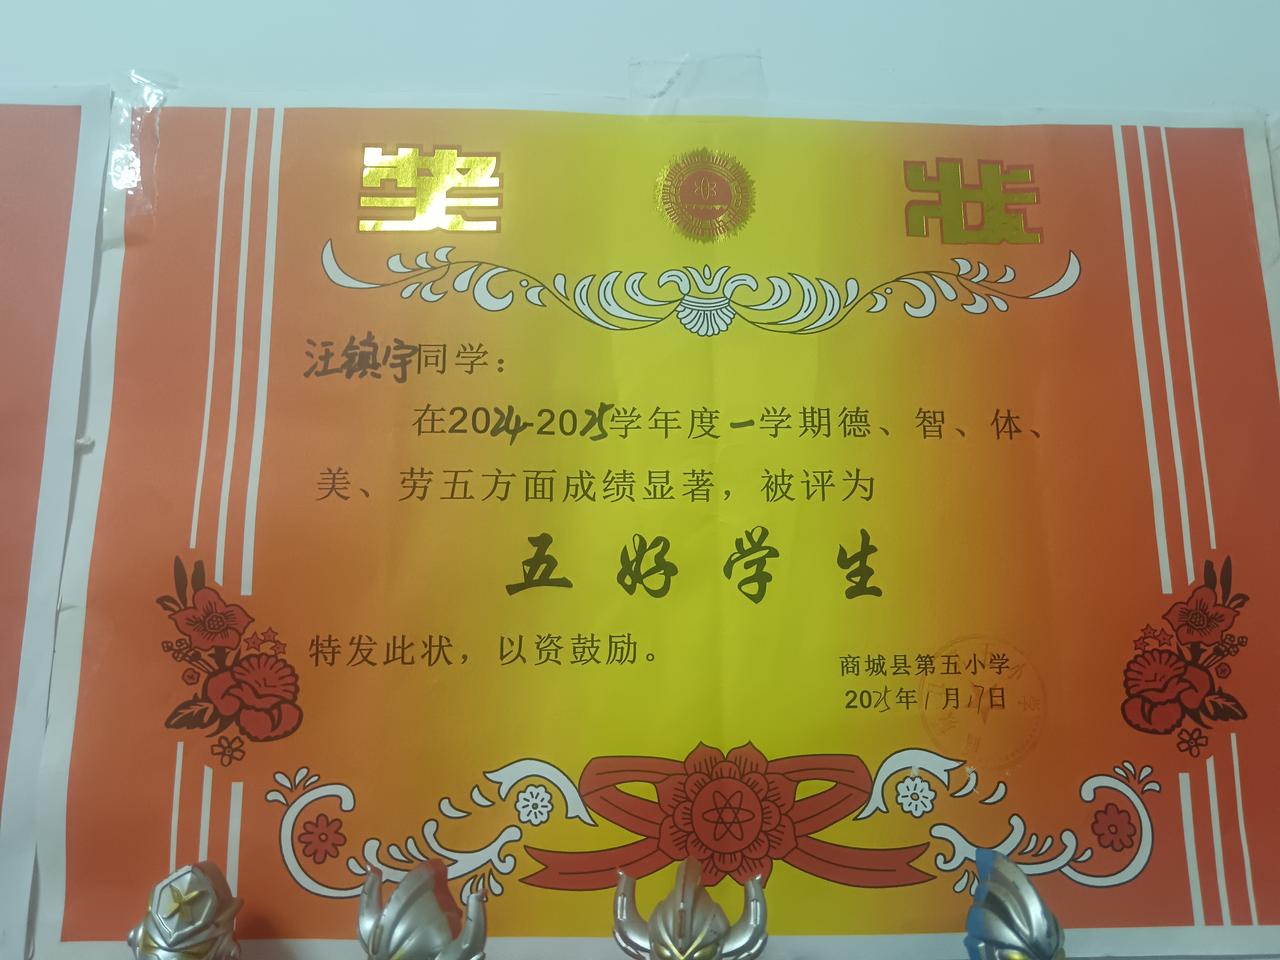 奖 状
汪镇宇同学：
在2024-2025学年度一学期德、智、体、
美、劳五方面成绩显著，被评为
五好学生
特发此状，以资鼓励。
商城县第五小学
2025年1月17日